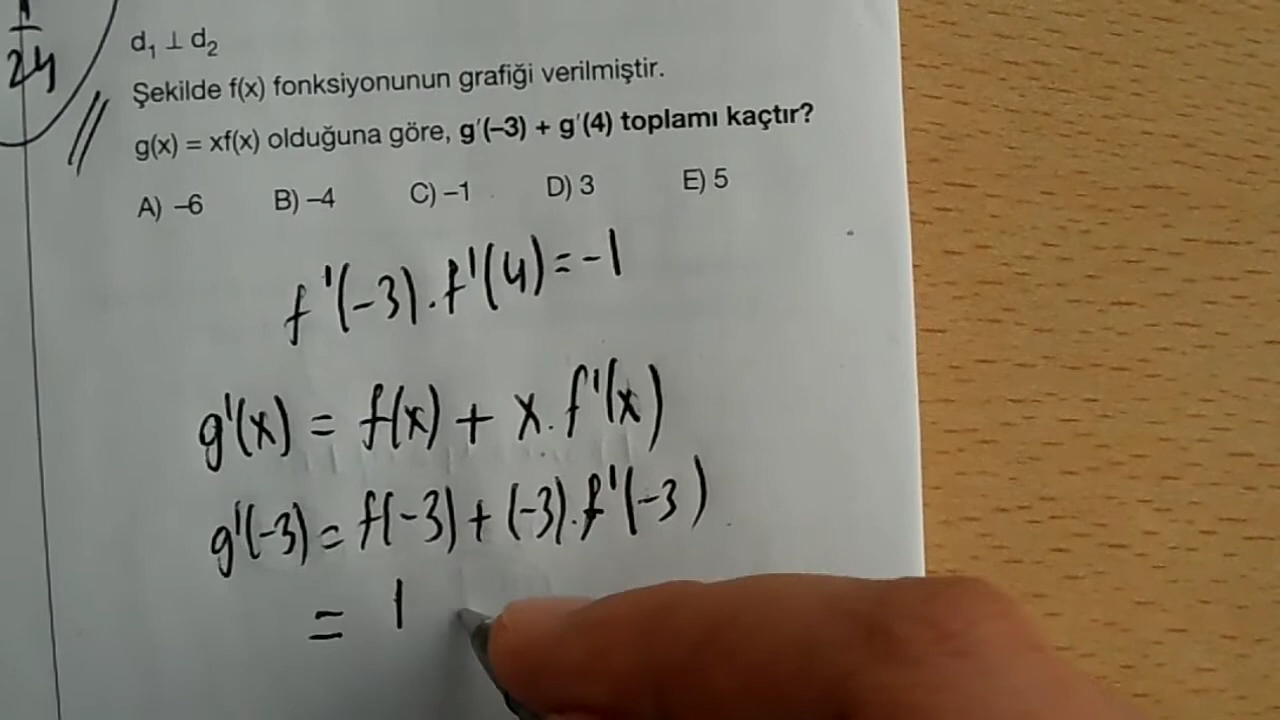 24
d₁ ⊥ d₂
Şekilde f(x) fonksiyonunun grafiği verilmiştir.
g(x) = xf(x) olduğuna göre, g′(–3) + g′(4) toplamı kaçtır?
A) –6 B) –4 C) –1 D) 3 E) 5
f'(-3).f'(4)=-1
g'(x) = f(x) + x.f'(x)
g'(-3)=f(-3)+(-3).f'(-3)
= 1